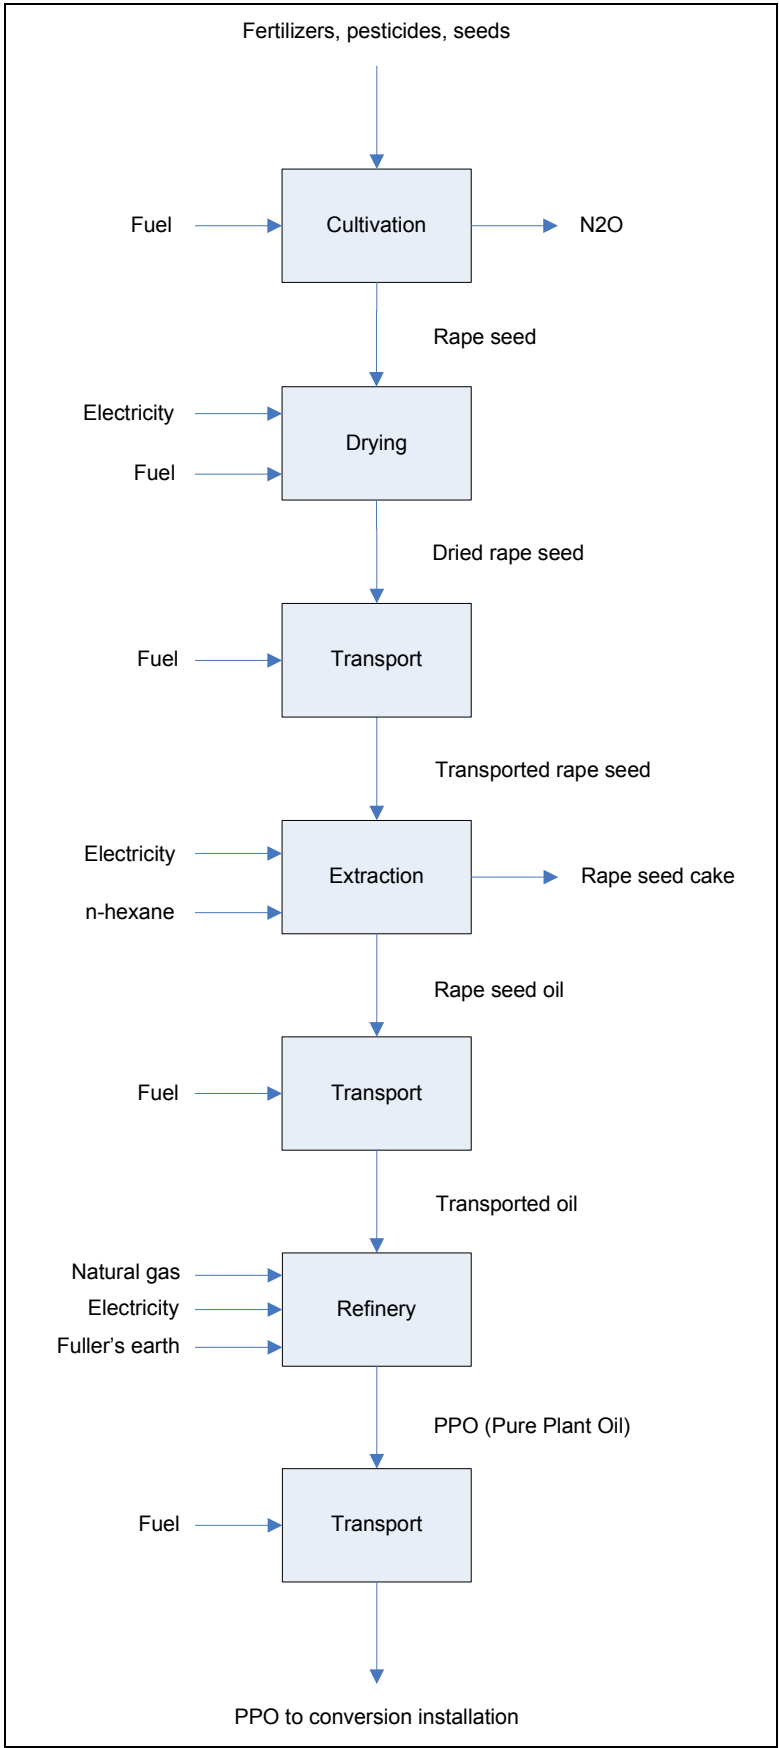 Fertilizers, pesticides, seeds
Fuel
Cultivation
N2O
Rape seed
Electricity
Drying
Fuel
Dried rape seed
Fuel
Transport
Transported rape seed
Electricity
Extraction
Rape seed cake
n-hexane
Rape seed oil
Fuel
Transport
Transported oil
Natural gas
Electricity
Refinery
Fuller’s earth
PPO (Pure Plant Oil)
Fuel
Transport
PPO to conversion installation